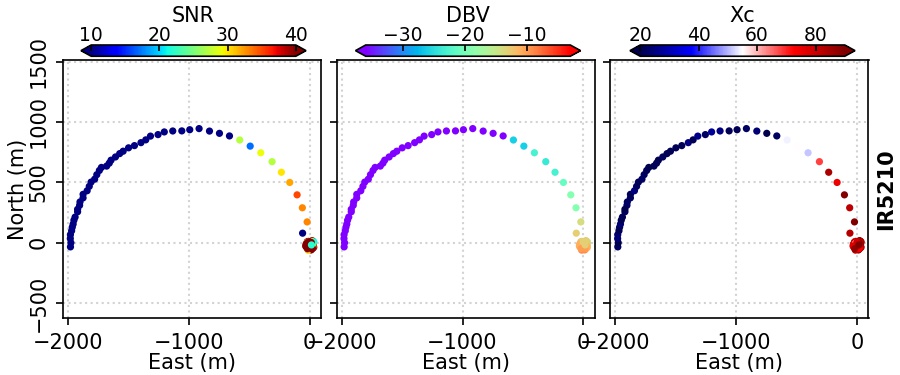 SNR DBV Xc
10 20 30 40 −30 −20 −10 20 40 60 80
1500
1000
500
0
−500
North (m)
−2000 −1000 0 −2000 −1000 0 −2000 −1000 0
East (m) East (m) East (m)
IR5210